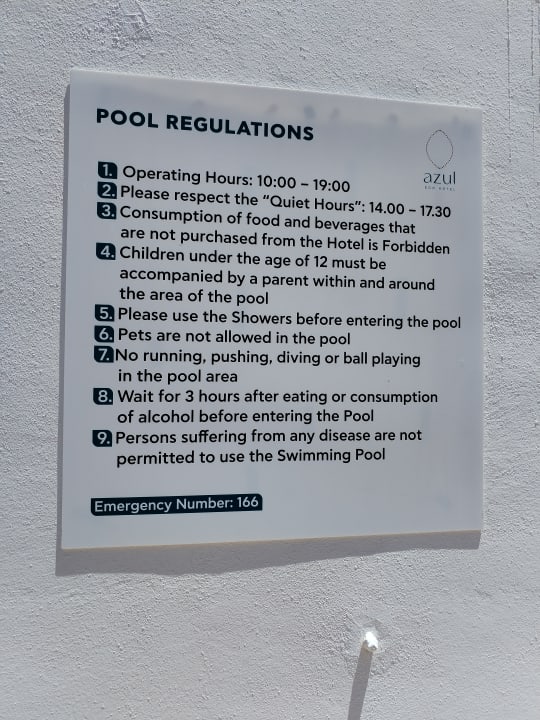 POOL REGULATIONS
azul
ECO HOTEL
1. Operating Hours: 10:00 – 19:00
2. Please respect the “Quiet Hours”: 14.00 – 17.30
3. Consumption of food and beverages that
are not purchased from the Hotel is Forbidden
4. Children under the age of 12 must be
accompanied by a parent within and around
the area of the pool
5. Please use the Showers before entering the pool
6. Pets are not allowed in the pool
7. No running, pushing, diving or ball playing
in the pool area
8. Wait for 3 hours after eating or consumption
of alcohol before entering the Pool
9. Persons suffering from any disease are not
permitted to use the Swimming Pool
Emergency Number: 166